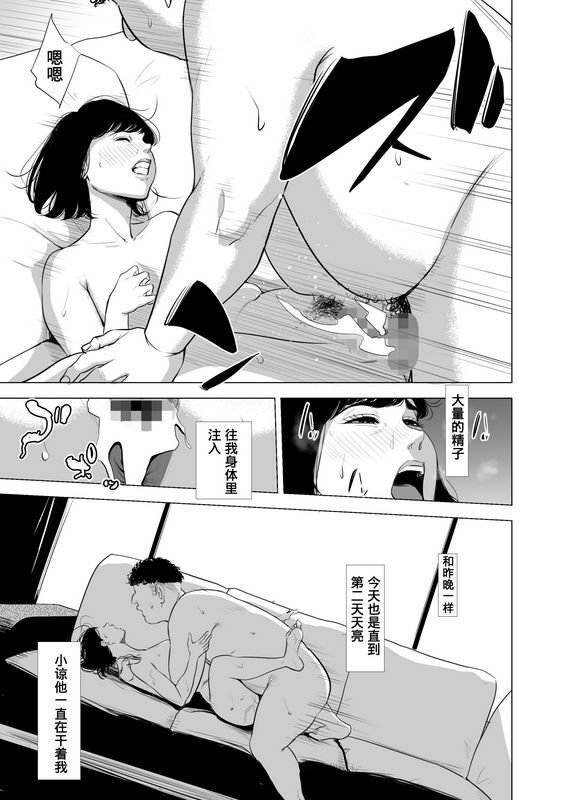 嗯嗯
大量的精子
往我身体里
注入
和昨晚一样
今天也是直到
第二天天亮
小谅他一直在干着我